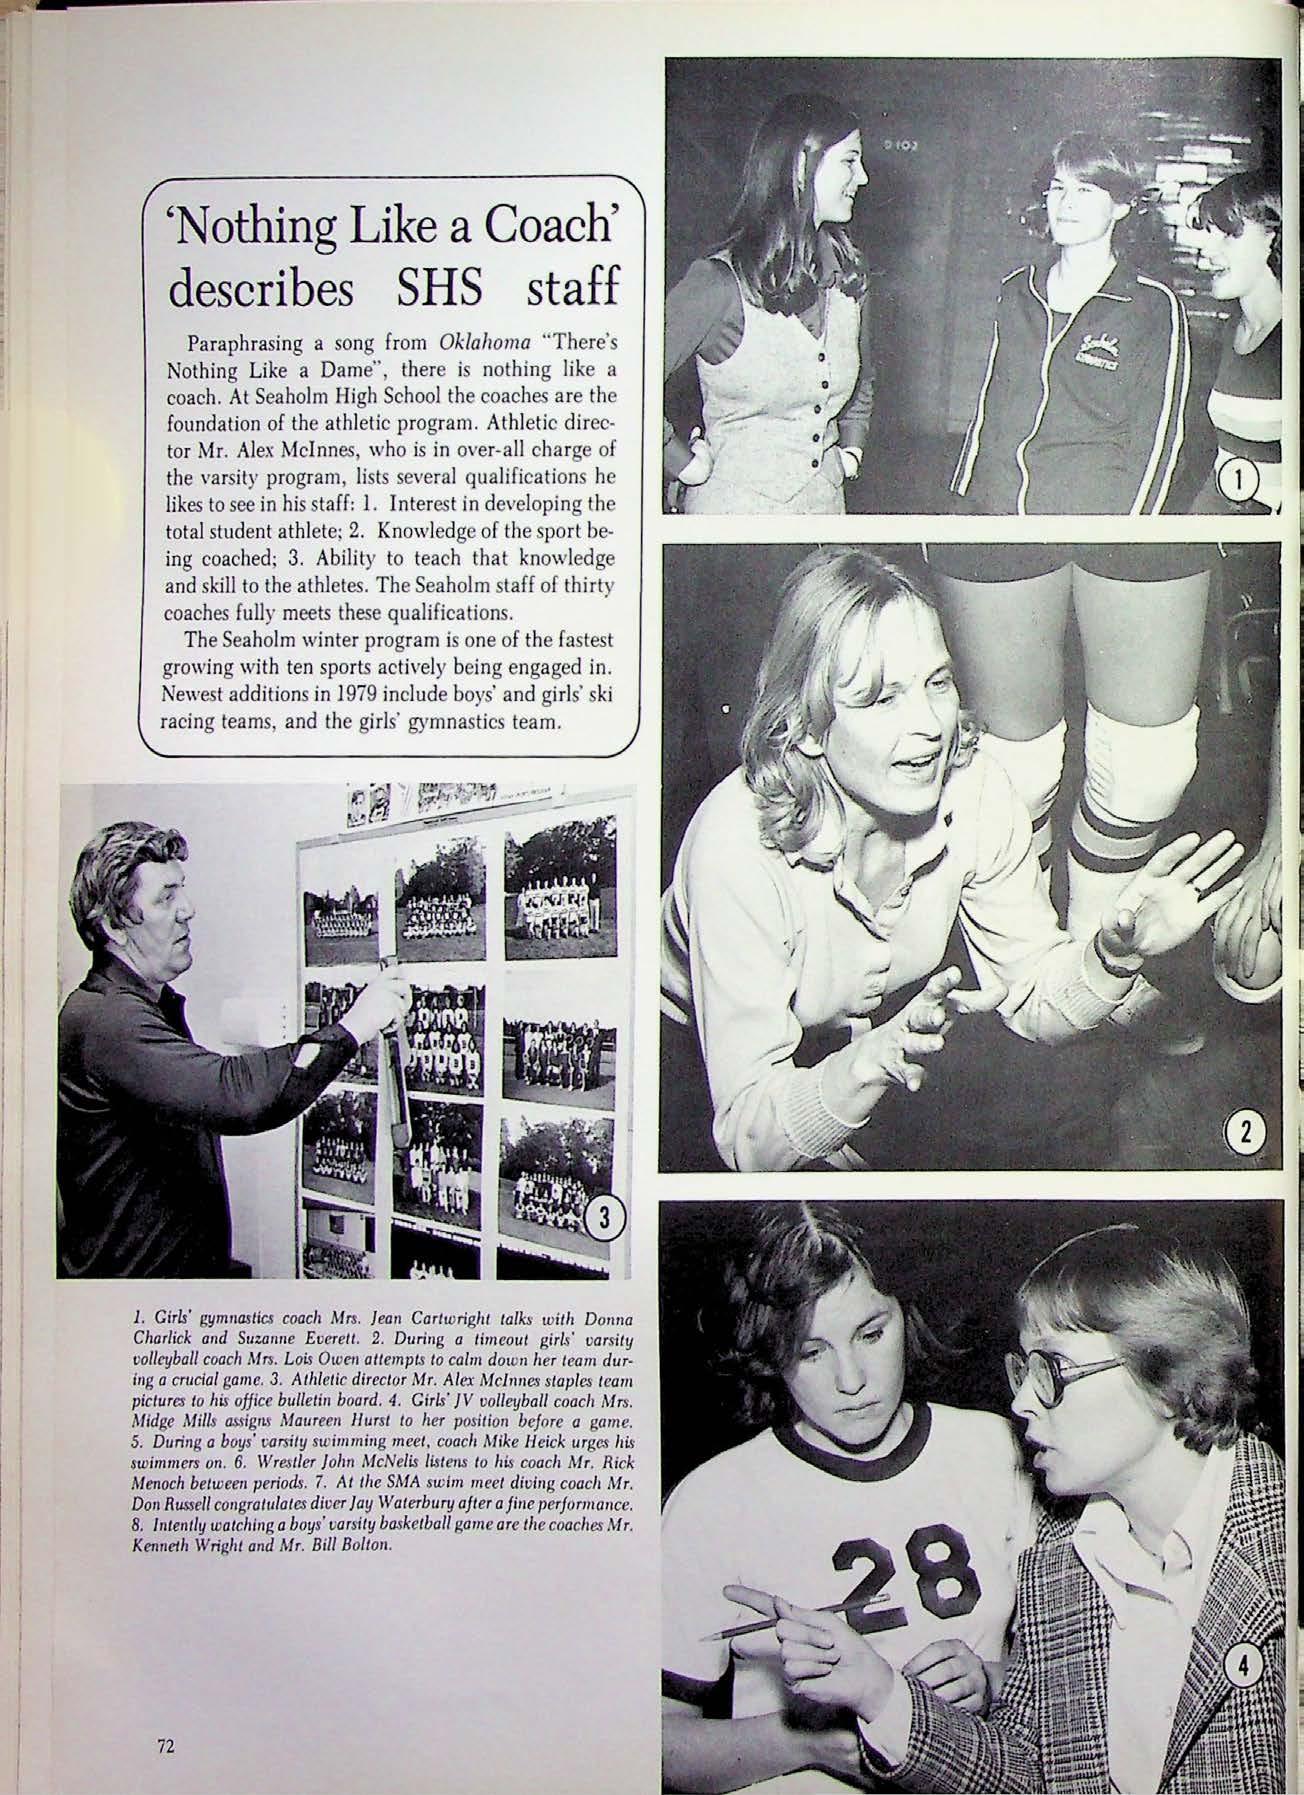 'Nothing Like a Coach'
describes SHS staff
Paraphrasing a song from Oklahoma "There's
Nothing Like a Dame", there is nothing like a
coach. At Seaholm High School the coaches are the
foundation of the athletic program. Athletic direc-
tor Mr. Alex McInnes, who is in over-all charge of
the varsity program, lists several qualifications he
likes to see in his staff: 1. Interest in developing the
total student athlete; 2. Knowledge of the sport be-
ing coached; 3. Ability to teach that knowledge
and skill to the athletes. The Seaholm staff of thirty
coaches fully meets these qualifications.
The Seaholm winter program is one of the fastest
growing with ten sports actively being engaged in.
Newest additions in 1979 include boys' and girls' ski
racing teams, and the girls' gymnastics team.
D 102
Seaholm
GYMNASTICS
1
2
3
1. Girls' gymnastics coach Mrs. Jean Cartwright talks with Donna
Charlick and Suzanne Everett. 2. During a timeout girls' varsity
volleyball coach Mrs. Lois Owen attempts to calm down her team dur-
ing a crucial game. 3. Athletic director Mr. Alex McInnes staples team
pictures to his office bulletin board. 4. Girls' JV volleyball coach Mrs.
Midge Mills assigns Maureen Hurst to her position before a game.
5. During a boys' varsity swimming meet, coach Mike Heick urges his
swimmers on. 6. Wrestler John McNelis listens to his coach Mr. Rick
Menoch between periods. 7. At the SMA swim meet diving coach Mr.
Don Russell congratulates diver Jay Waterbury after a fine performance.
8. Intently watching a boys' varsity basketball game are the coaches Mr.
Kenneth Wright and Mr. Bill Bolton.
28
4
72